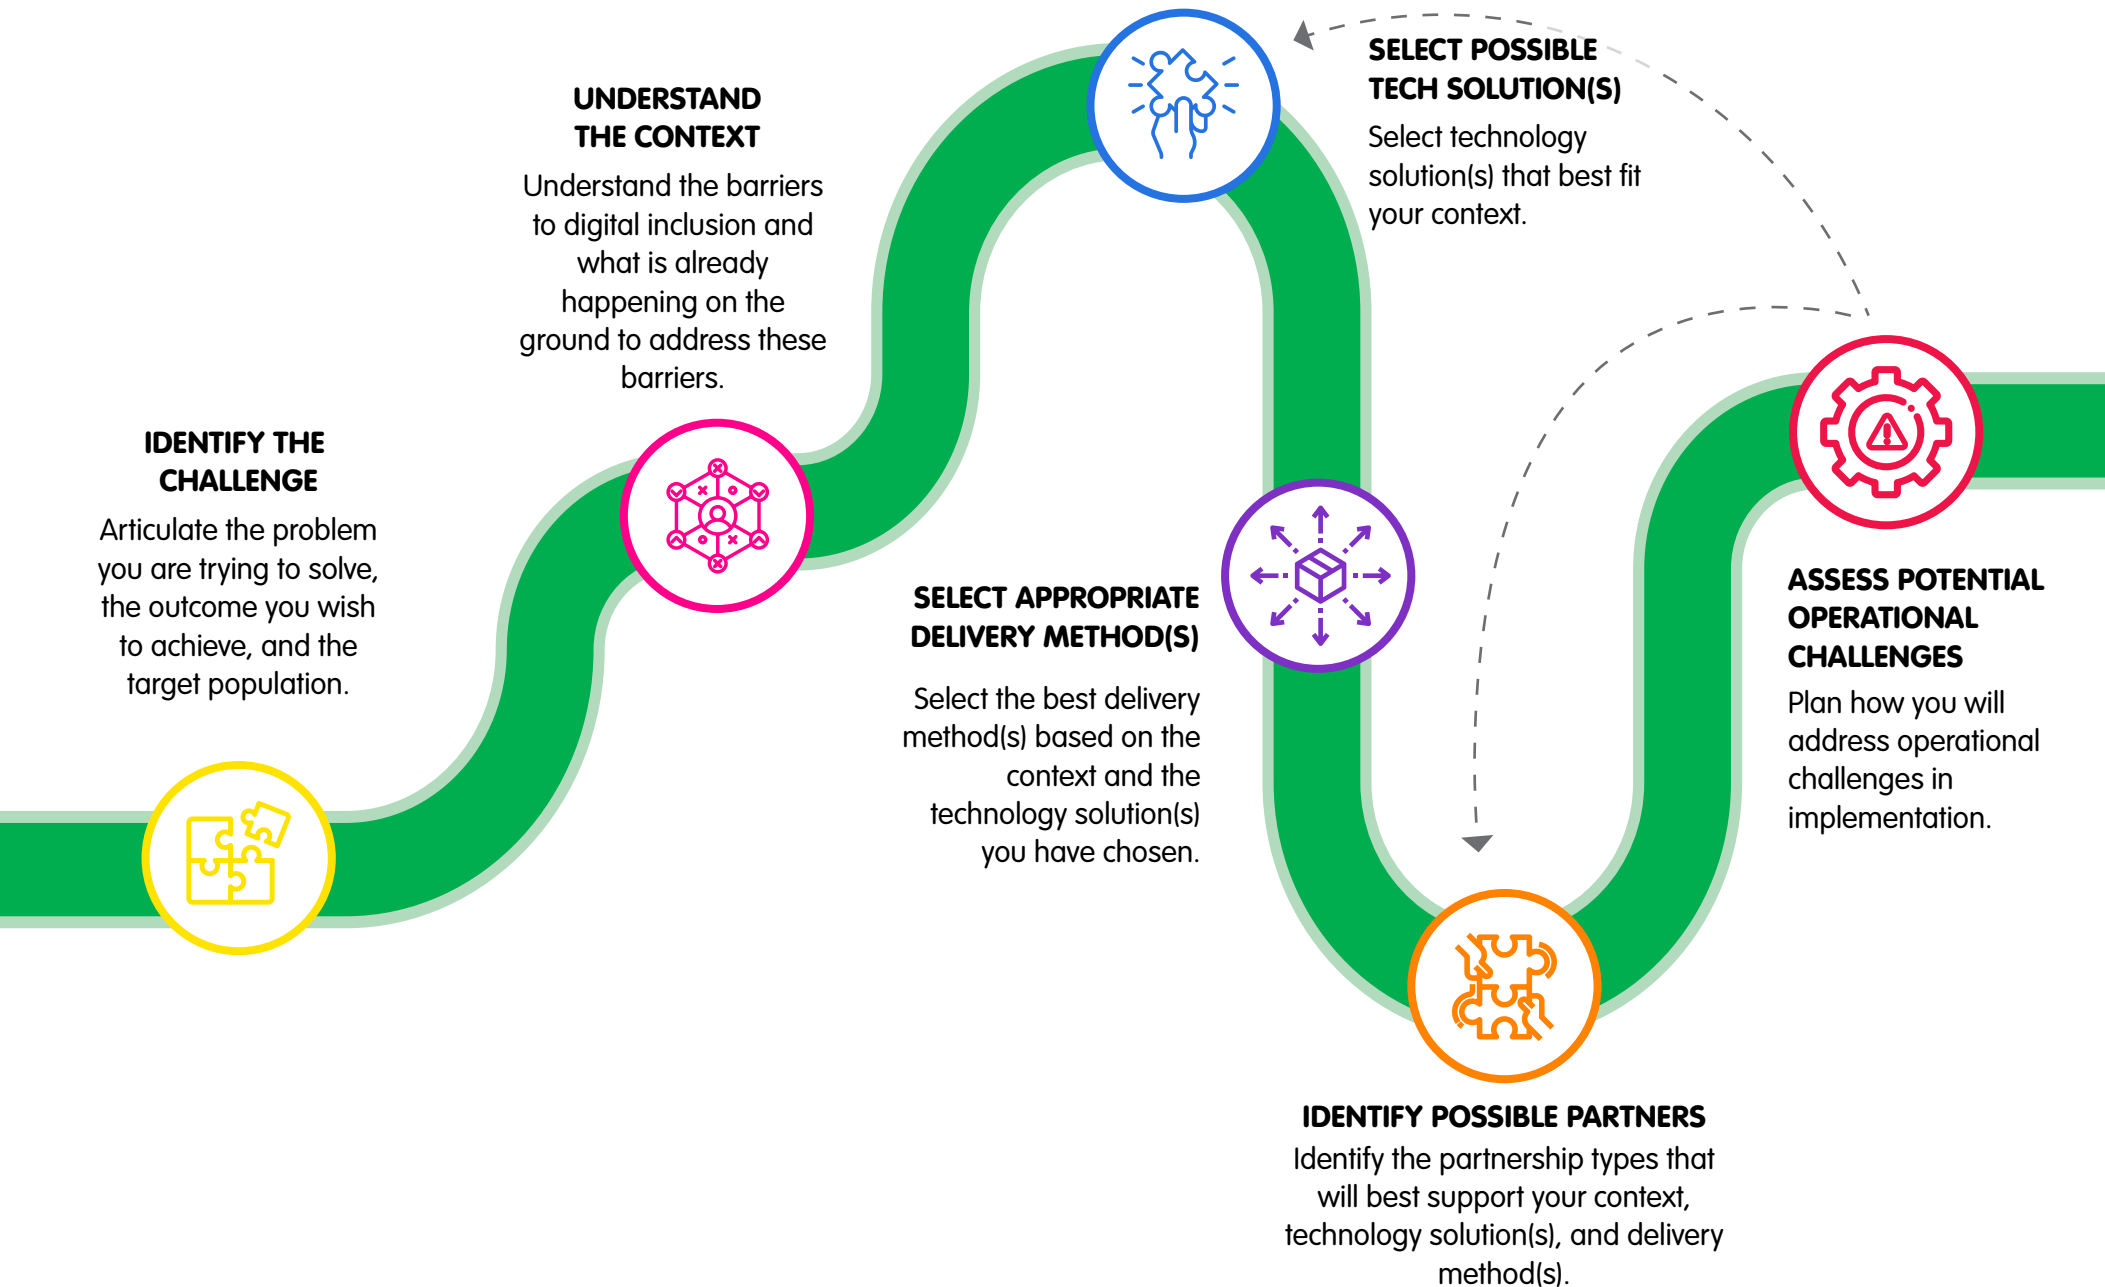 IDENTIFY THE
CHALLENGE
Articulate the problem
you are trying to solve,
the outcome you wish
to achieve, and the
target population.
UNDERSTAND
THE CONTEXT
Understand the barriers
to digital inclusion and
what is already
happening on the
ground to address these
barriers.
SELECT POSSIBLE
TECH SOLUTION(S)
Select technology
solution(s) that best fit
your context.
SELECT APPROPRIATE
DELIVERY METHOD(S)
Select the best delivery
method(s) based on the
context and the
technology solution(s)
you have chosen.
IDENTIFY POSSIBLE PARTNERS
Identify the partnership types that
will best support your context,
technology solution(s), and delivery
method(s).
ASSESS POTENTIAL
OPERATIONAL
CHALLENGES
Plan how you will
address operational
challenges in
implementation.